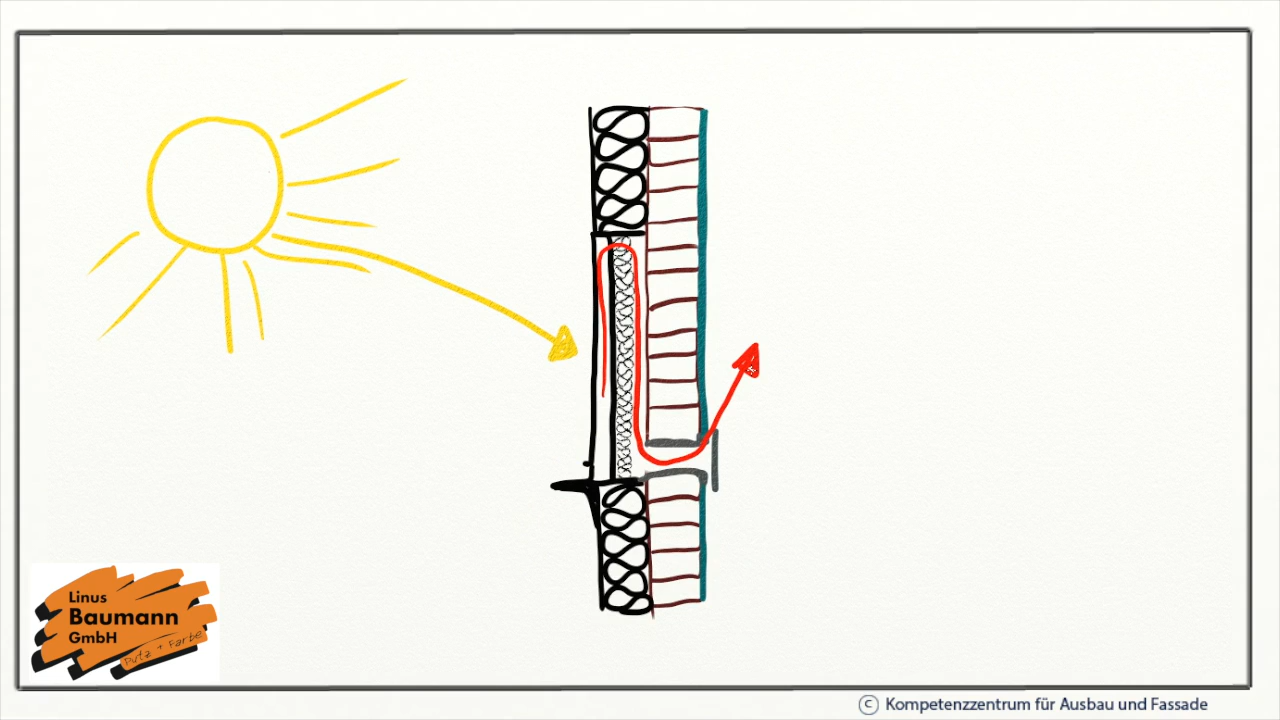 Linus
Baumann
GmbH
Putz + Farbe
© Kompetenzzentrum für Ausbau und Fassade